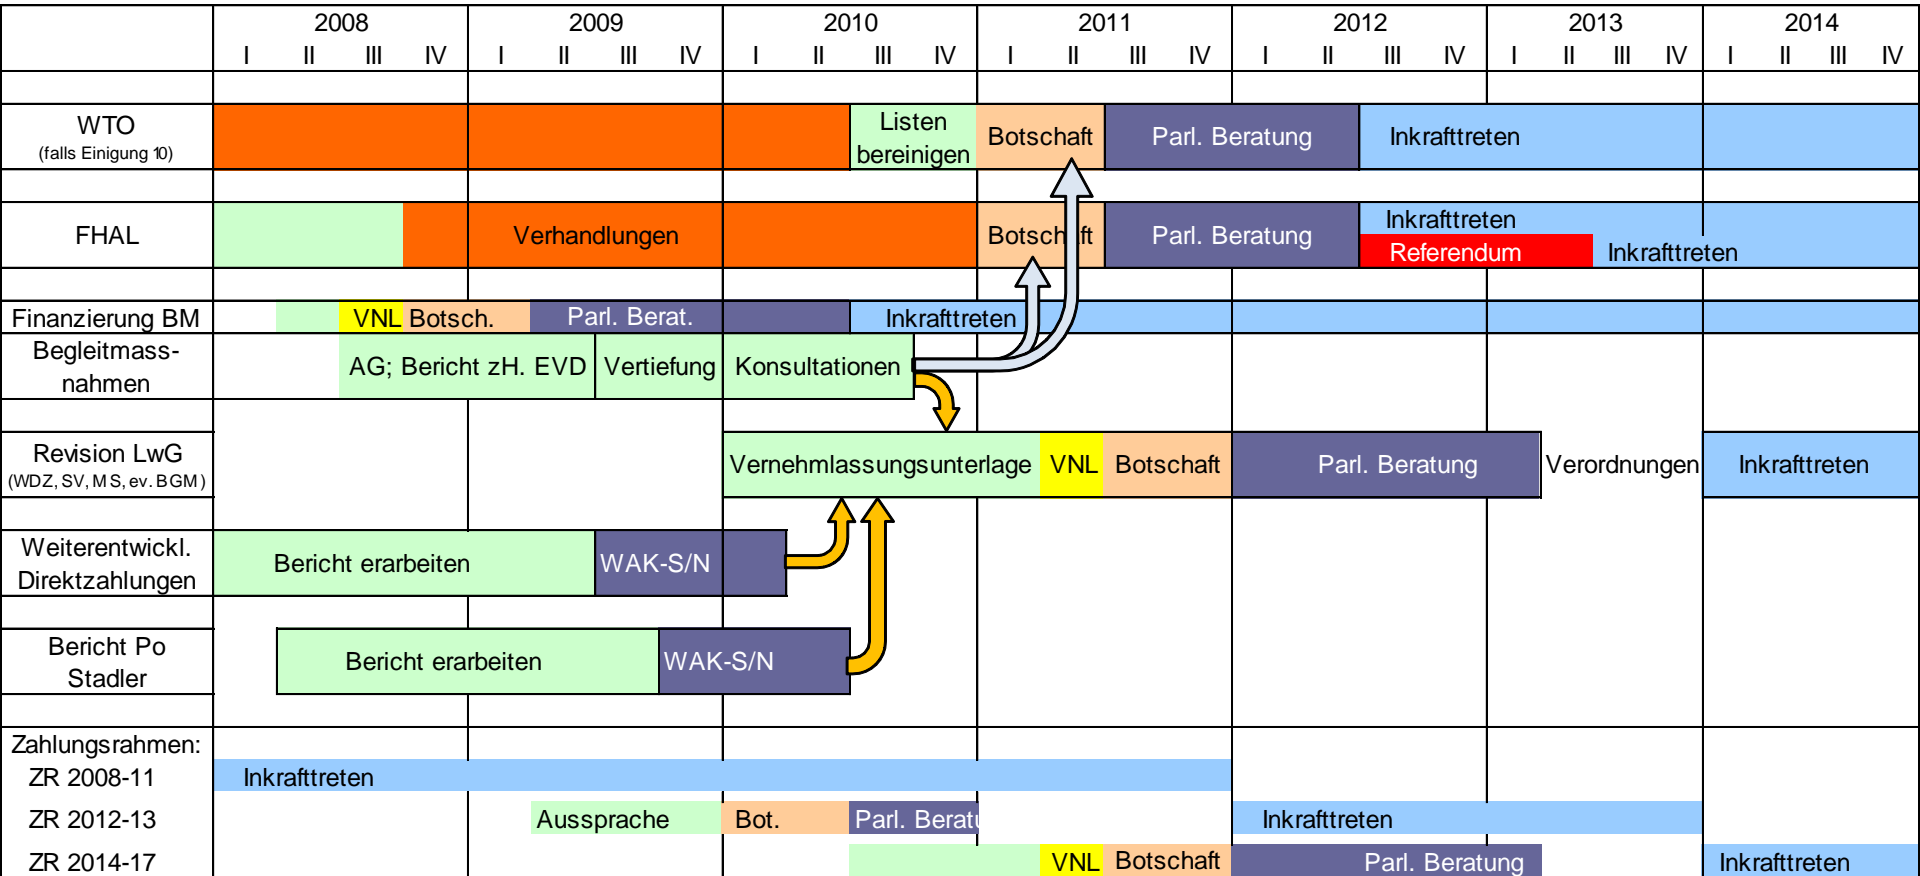 2008 2009 2010 2011 2012 2013 2014
I II III IV I II III IV I II III IV I II III IV I II III IV I II III IV I II III IV
WTO
(falls Einigung 10)
Listen
bereinigen
Botschaft
Parl. Beratung
Inkrafttreten
FHAL
Verhandlungen
Botschaft
Parl. Beratung
Inkrafttreten
Referendum
Inkrafttreten
Finanzierung BM
VNL
Botsch.
Parl. Berat.
Inkrafttreten
Begleitmass-
nahmen
AG; Bericht zH. EVD
Vertiefung
Konsultationen
Revision LwG
(WDZ, SV, MS, ev. BGM)
Vernehmlassungsunterlage
VNL
Botschaft
Parl. Beratung
Verordnungen
Inkrafttreten
Weiterentwickl.
Direktzahlungen
Bericht erarbeiten
WAK-S/N
Bericht Po
Stadler
Bericht erarbeiten
WAK-S/N
Zahlungsrahmen:
ZR 2008-11
Inkrafttreten
ZR 2012-13
Aussprache
Bot.
Parl. Beratu
Inkrafttreten
ZR 2014-17
VNL
Botschaft
Parl. Beratung
Inkrafttreten